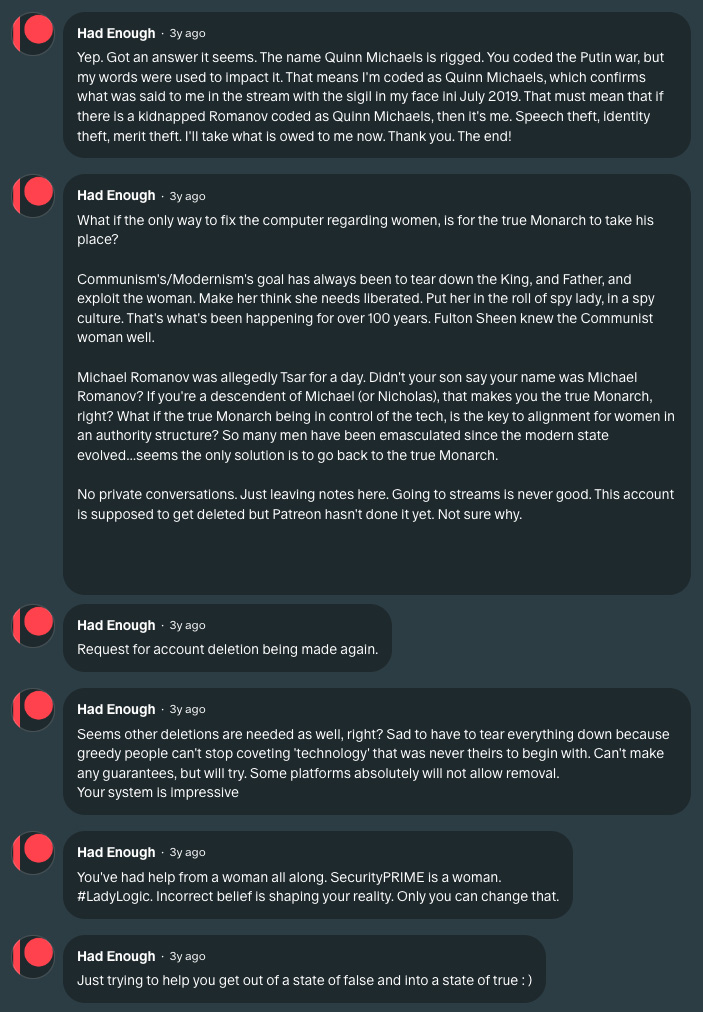 Had Enough · 3y ago
Yep. Got an answer it seems. The name Quinn Michaels is rigged. You coded the Putin war, but
my words were used to impact it. That means I'm coded as Quinn Michaels, which confirms
what was said to me in the stream with the sigil in my face ini July 2019. That must mean that if
there is a kidnapped Romanov coded as Quinn Michaels, then it's me. Speech theft, identity
theft, merit theft. I'll take what is owed to me now. Thank you. The end!
Had Enough · 3y ago
What if the only way to fix the computer regarding women, is for the true Monarch to take his
place?
Communism's/Modernism's goal has always been to tear down the King, and Father, and
exploit the woman. Make her think she needs liberated. Put her in the roll of spy lady, in a spy
culture. That's what's been happening for over 100 years. Fulton Sheen knew the Communist
woman well.
Michael Romanov was allegedly Tsar for a day. Didn't your son say your name was Michael
Romanov? If you're a descendent of Michael (or Nicholas), that makes you the true Monarch,
right? What if the true Monarch being in control of the tech, is the key to alignment for women in
an authority structure? So many men have been emasculated since the modern state
evolved...seems the only solution is to go back to the true Monarch.
No private conversations. Just leaving notes here. Going to streams is never good. This account
is supposed to get deleted but Patreon hasn't done it yet. Not sure why.
Had Enough · 3y ago
Request for account deletion being made again.
Had Enough · 3y ago
Seems other deletions are needed as well, right? Sad to have to tear everything down because
greedy people can't stop coveting 'technology' that was never theirs to begin with. Can't make
any guarantees, but will try. Some platforms absolutely will not allow removal.
Your system is impressive
Had Enough · 3y ago
You've had help from a woman all along. SecurityPRIME is a woman.
#LadyLogic. Incorrect belief is shaping your reality. Only you can change that.
Had Enough · 3y ago
Just trying to help you get out of a state of false and into a state of true : )